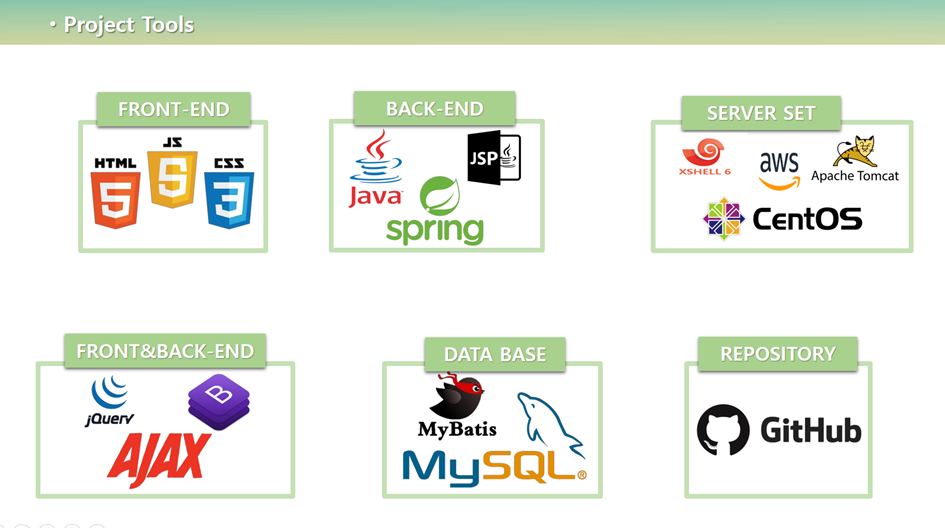 • Project Tools
FRONT-END
HTML
JS
CSS
5
5
3
BACK-END
Java
JSP
spring
SERVER SET
XSHELL 6
aws
Apache Tomcat
CentOS
FRONT&BACK-END
jQuery
B
AJAX
DATA BASE
MyBatis
MySQL®
REPOSITORY
GitHub